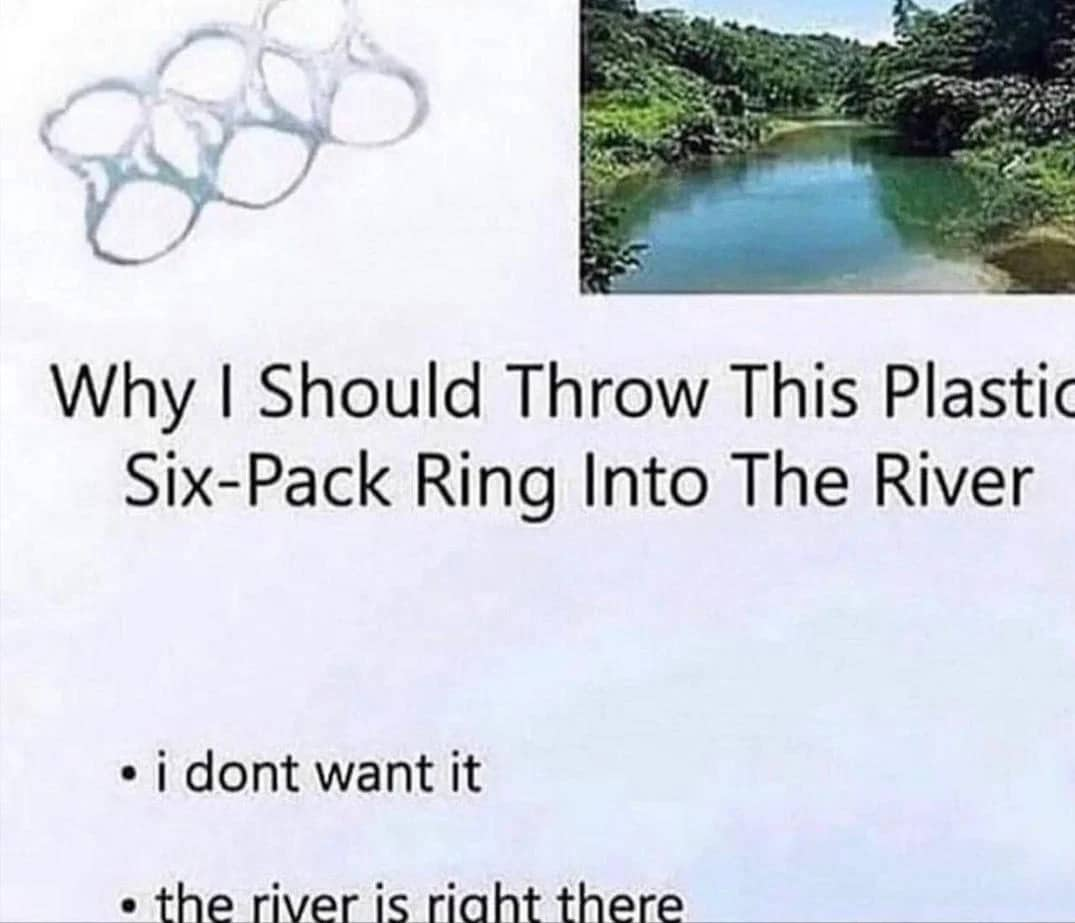 Why I Should Throw This Plastic
Six-Pack Ring Into The River
• i dont want it
• the river is right there